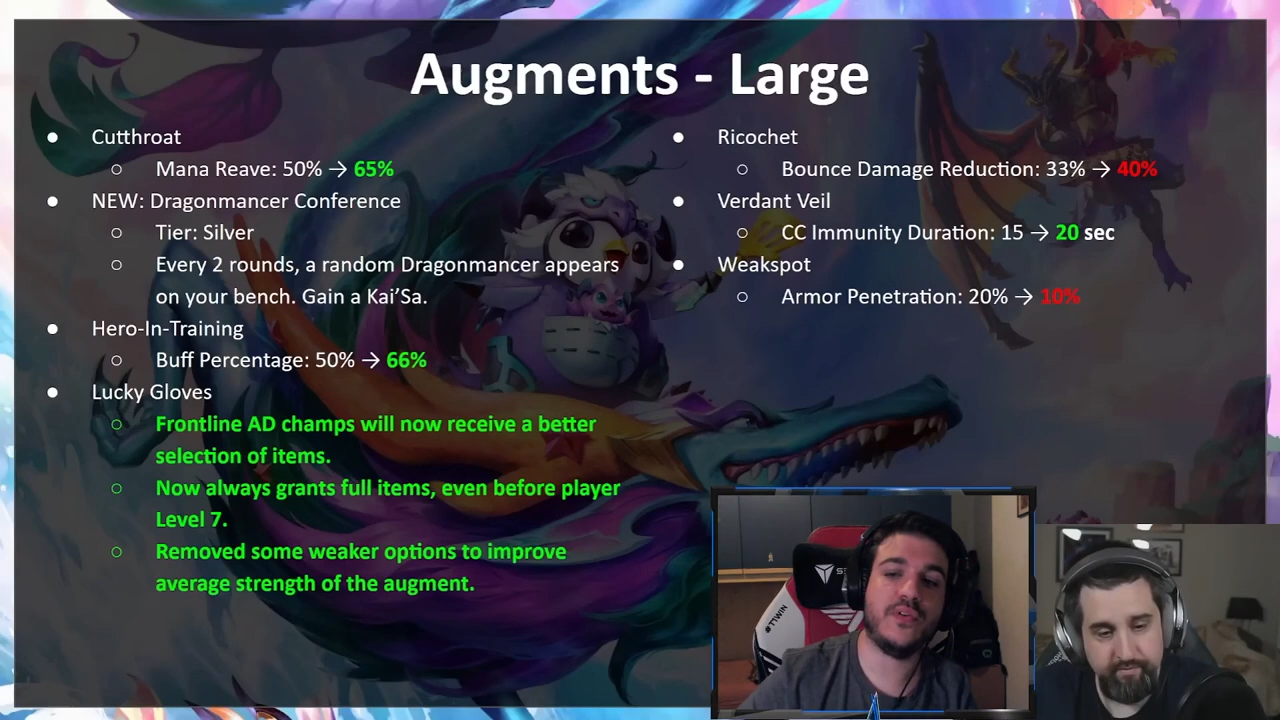 Augments - Large
● Cutthroat
○ Mana Reave: 50% → 65%
● NEW: Dragonmancer Conference
○ Tier: Silver
○ Every 2 rounds, a random Dragonmancer appears
on your bench. Gain a Kai'Sa.
● Hero-In-Training
○ Buff Percentage: 50% → 66%
● Lucky Gloves
○ Frontline AD champs will now receive a better
selection of items.
○ Now always grants full items, even before player
Level 7.
○ Removed some weaker options to improve
average strength of the augment.
● Ricochet
○ Bounce Damage Reduction: 33% → 40%
● Verdant Veil
○ CC Immunity Duration: 15 → 20 sec
● Weakspot
○ Armor Penetration: 20% → 10%
#T1WIN